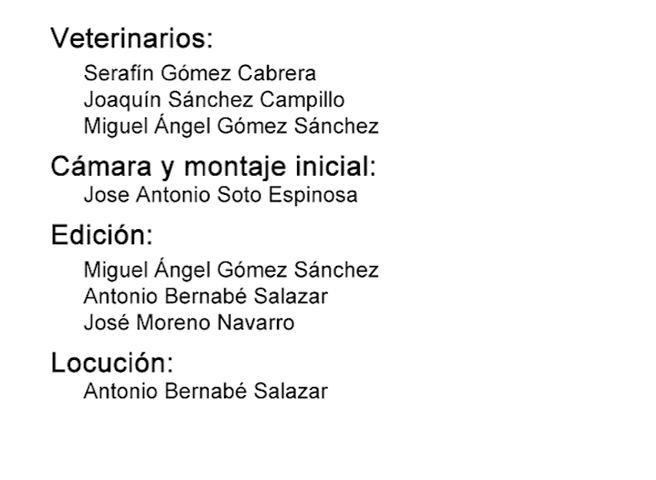 Veterinarios:
Serafín Gómez Cabrera
Joaquín Sánchez Campillo
Miguel Ángel Gómez Sánchez
Cámara y montaje inicial:
Jose Antonio Soto Espinosa
Edición:
Miguel Ángel Gómez Sánchez
Antonio Bernabé Salazar
José Moreno Navarro
Locución:
Antonio Bernabé Salazar